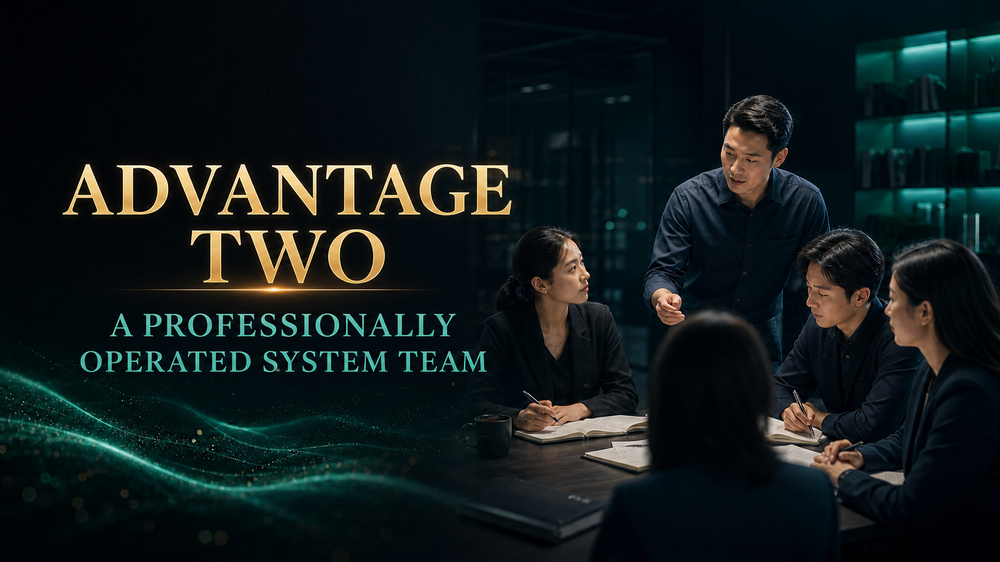 ADVANTAGE
TWO
A PROFESSIONALLY
OPERATED SYSTEM TEAM